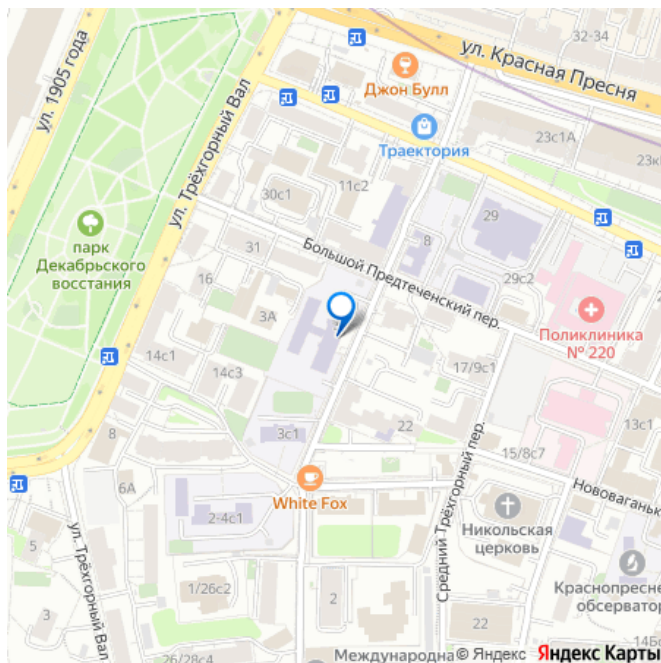 32-34
ул. Красная Пресня
Джон Булл
ул. 1905 года
Траектория
23с1А
23к
ул. Трёхгорный Вал
30с1
11с2
29
8
31
Большой Предтеченский пер.
парк
Декабрьского
восстания
16
29с2
3А
Поликлиника
№ 220
14с1
14с3
17/9с1
22
3с1
8
13с1
15/8с7
Средний Трёхгорный пер.
6А
White Fox
Нововаганьк
2-4с1
Никольская
церковь
ул. Трёхгорный Вал
5
1/26с2
2
Краснопресне
обсерватор
3
22
26/28с4
Международна
14Бс
© Яндекс Яндекс Карты